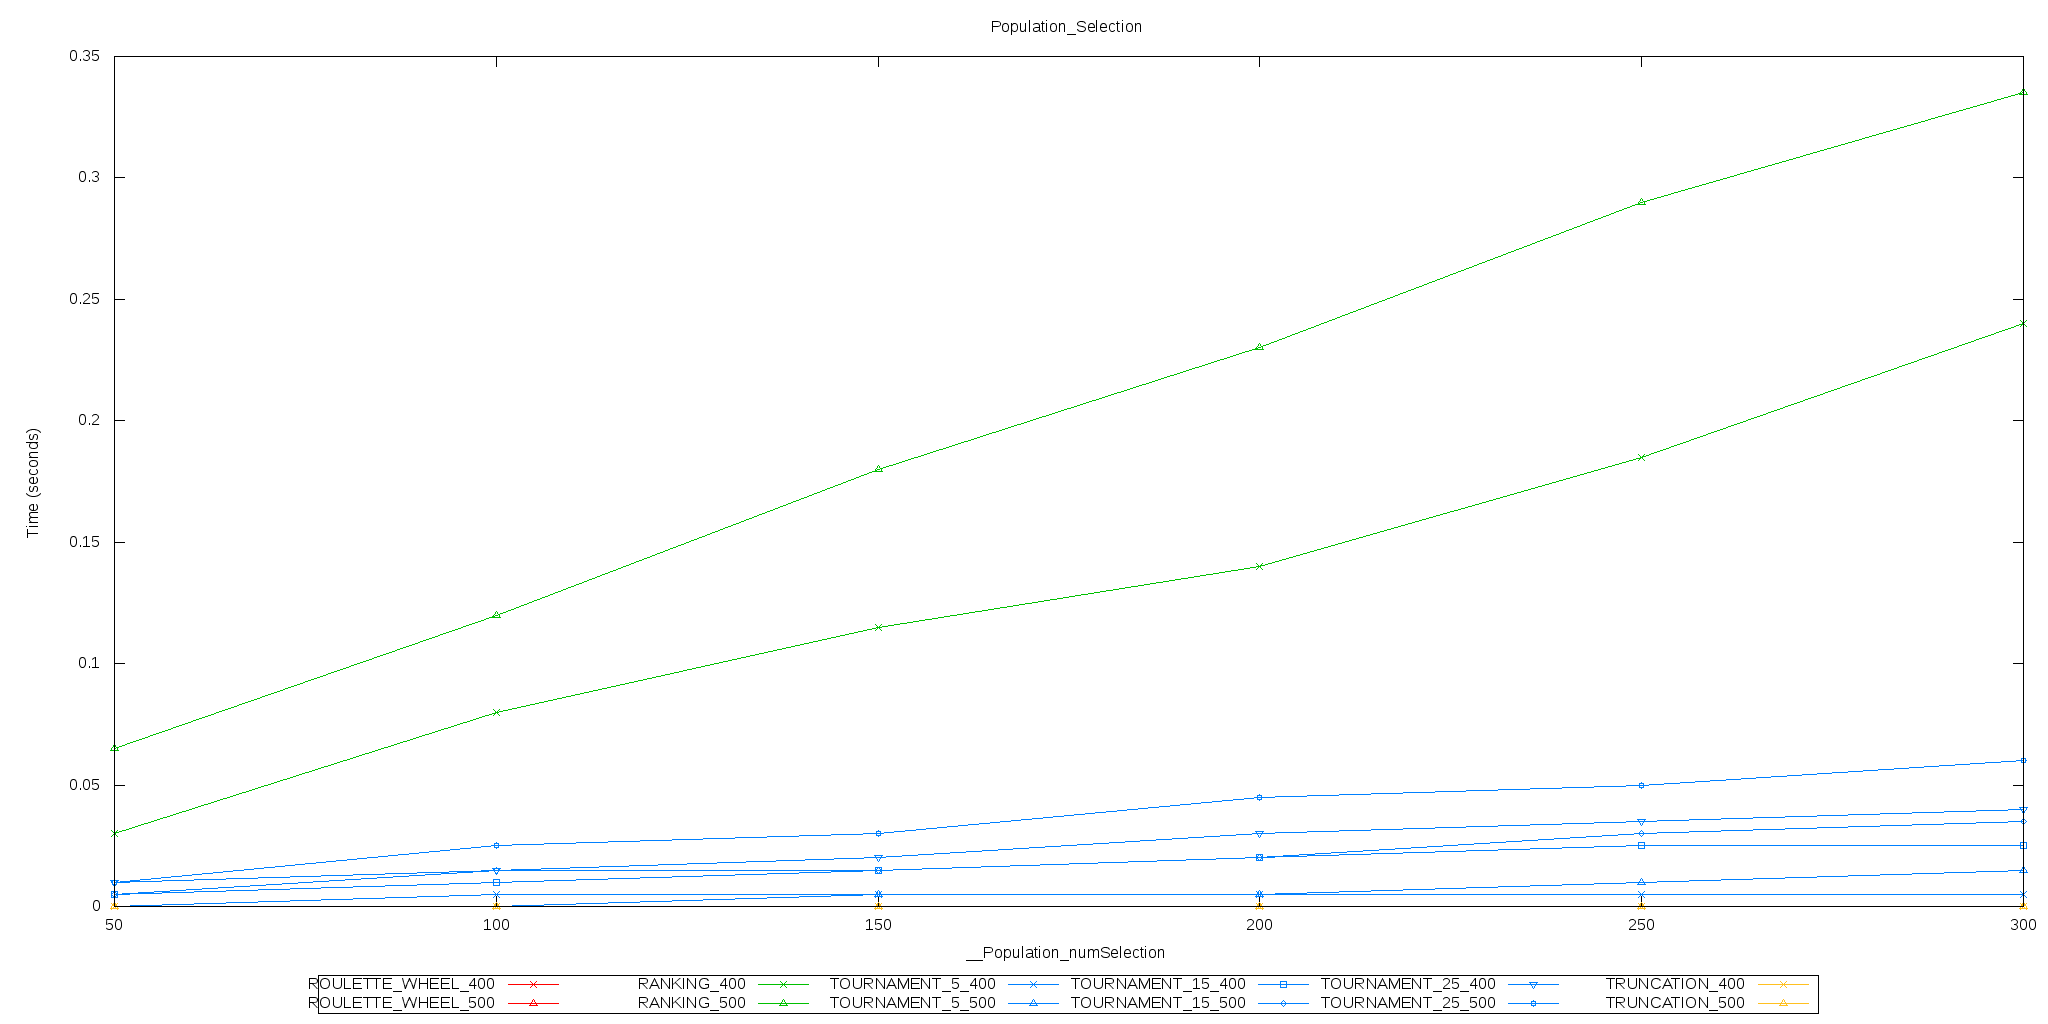 Population_Selection
0.35
0.3
0.25
0.2
0.15
0.1
0.05
0
Time (seconds)
50 100 150 200 250 300
__Population_numSelection
ROULETTE_WHEEL_400 RANKING_400 TOURNAMENT_5_400 TOURNAMENT_15_400 TOURNAMENT_25_400 TRUNCATION_400
ROULETTE_WHEEL_500 RANKING_500 TOURNAMENT_5_500 TOURNAMENT_15_500 TOURNAMENT_25_500 TRUNCATION_500